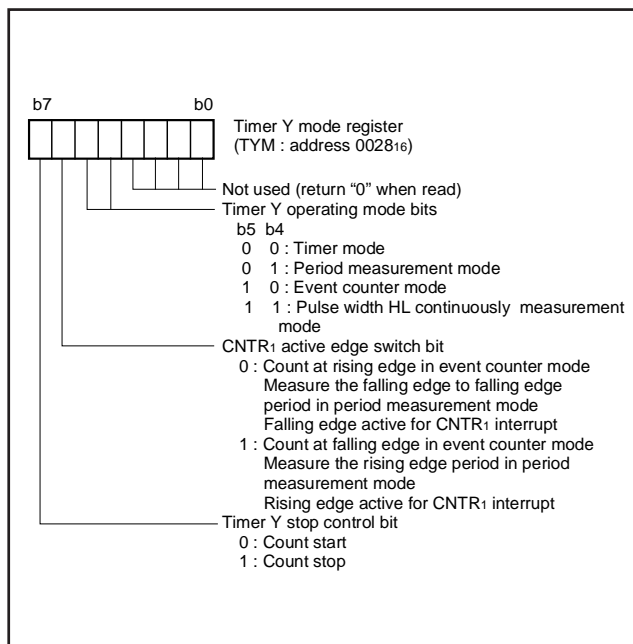 b7 b0
Timer Y mode register
(TYM : address 002816)
Not used (return “0” when read)
Timer Y operating mode bits
b5 b4
0 0 : Timer mode
0 1 : Period measurement mode
1 0 : Event counter mode
1 1 : Pulse width HL continuously measurement
mode
CNTR1 active edge switch bit
0 : Count at rising edge in event counter mode
Measure the falling edge to falling edge
period in period measurement mode
Falling edge active for CNTR1 interrupt
1 : Count at falling edge in event counter mode
Measure the rising edge period in period
measurement mode
Rising edge active for CNTR1 interrupt
Timer Y stop control bit
0 : Count start
1 : Count stop